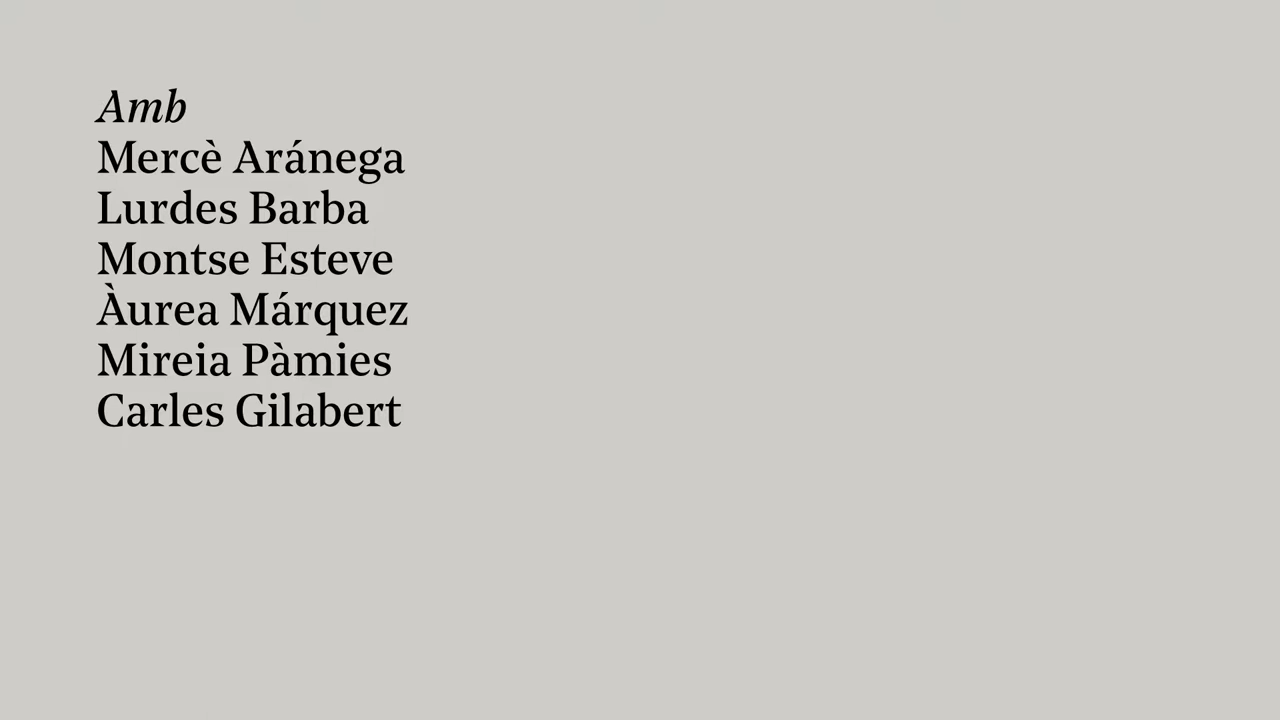 Amb
Mercè Aránega
Lurdes Barba
Montse Esteve
Àurea Márquez
Mireia Pàmies
Carles Gilabert